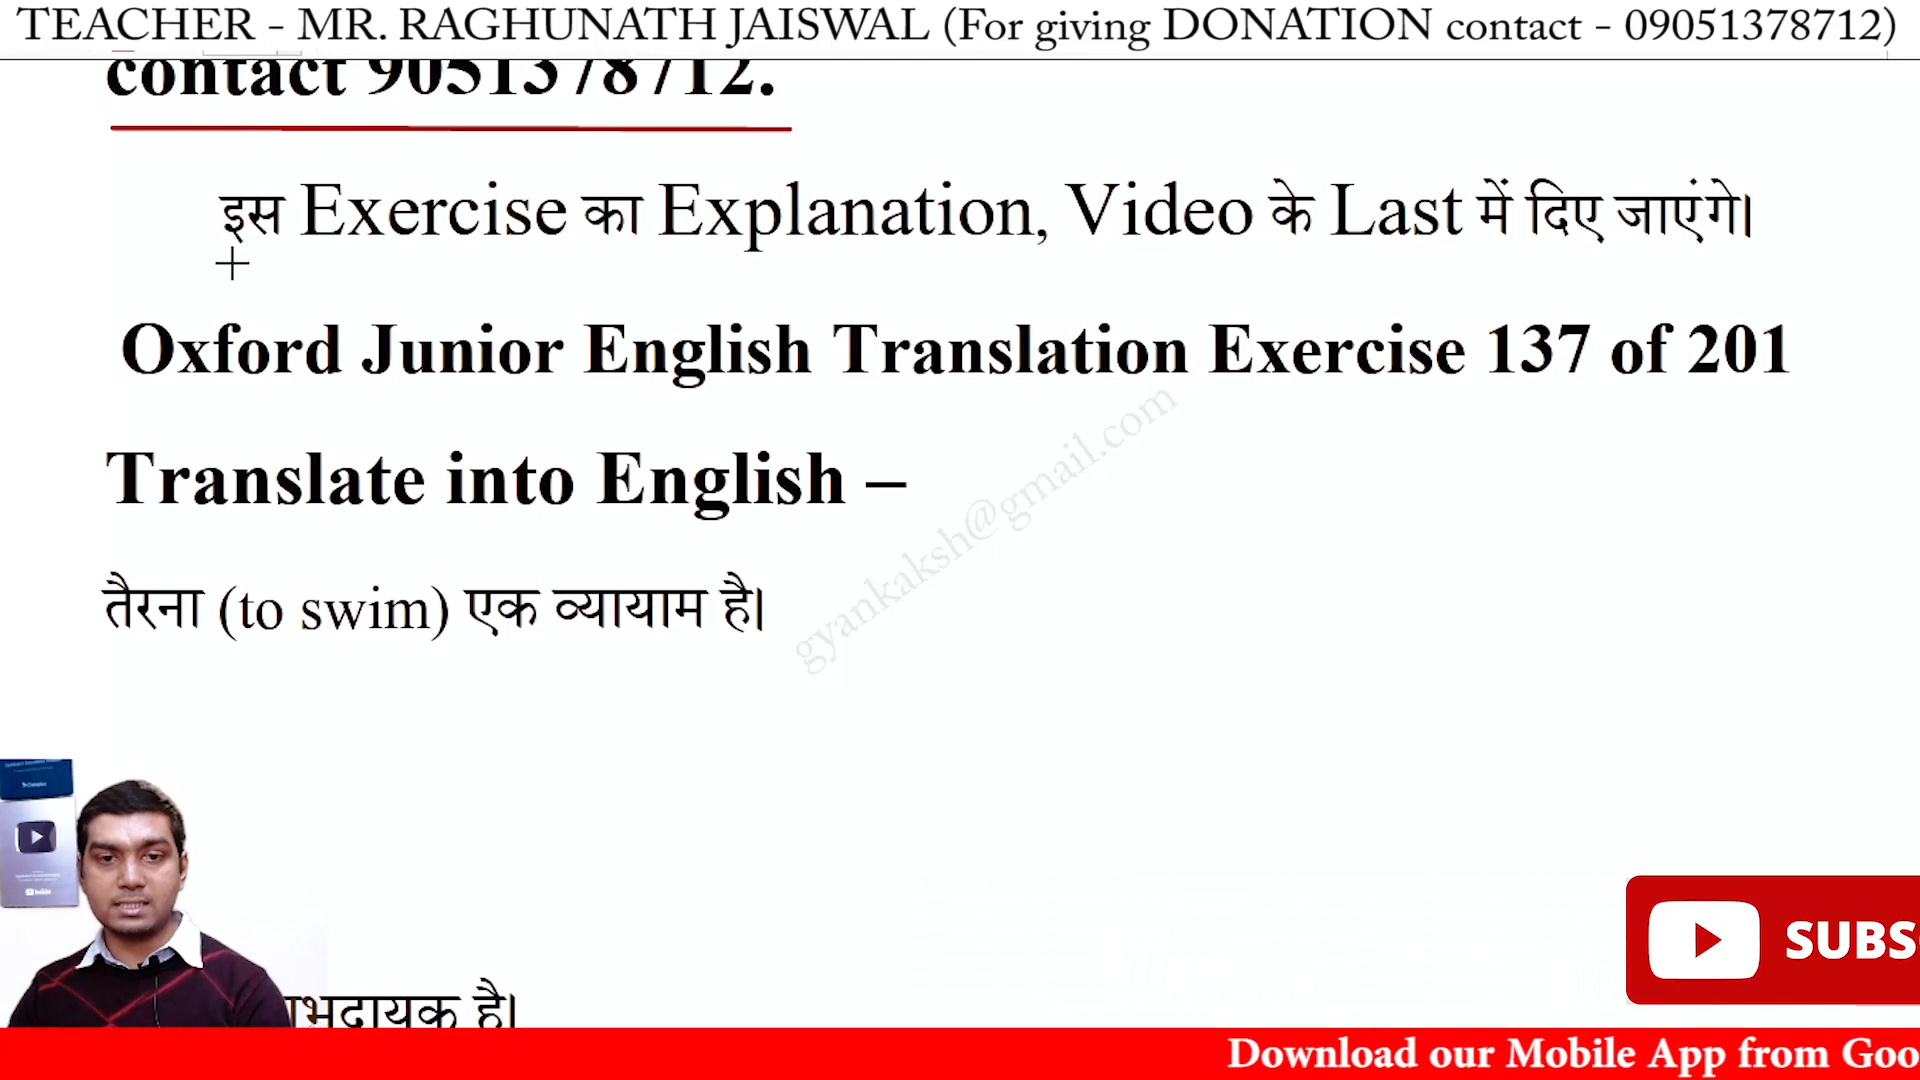 TEACHER - MR. RAGHUNATH JAISWAL (For giving DONATION contact - 09051378712)
contact 9051378712.
इस Exercise का Explanation, Video के Last में दिए जाएंगे।
Oxford Junior English Translation Exercise 137 of 201
Translate into English –
gyankaksh@gmail.com
तैरना (to swim) एक व्यायाम है।
SUBS
है।
Download our Mobile App from Goo